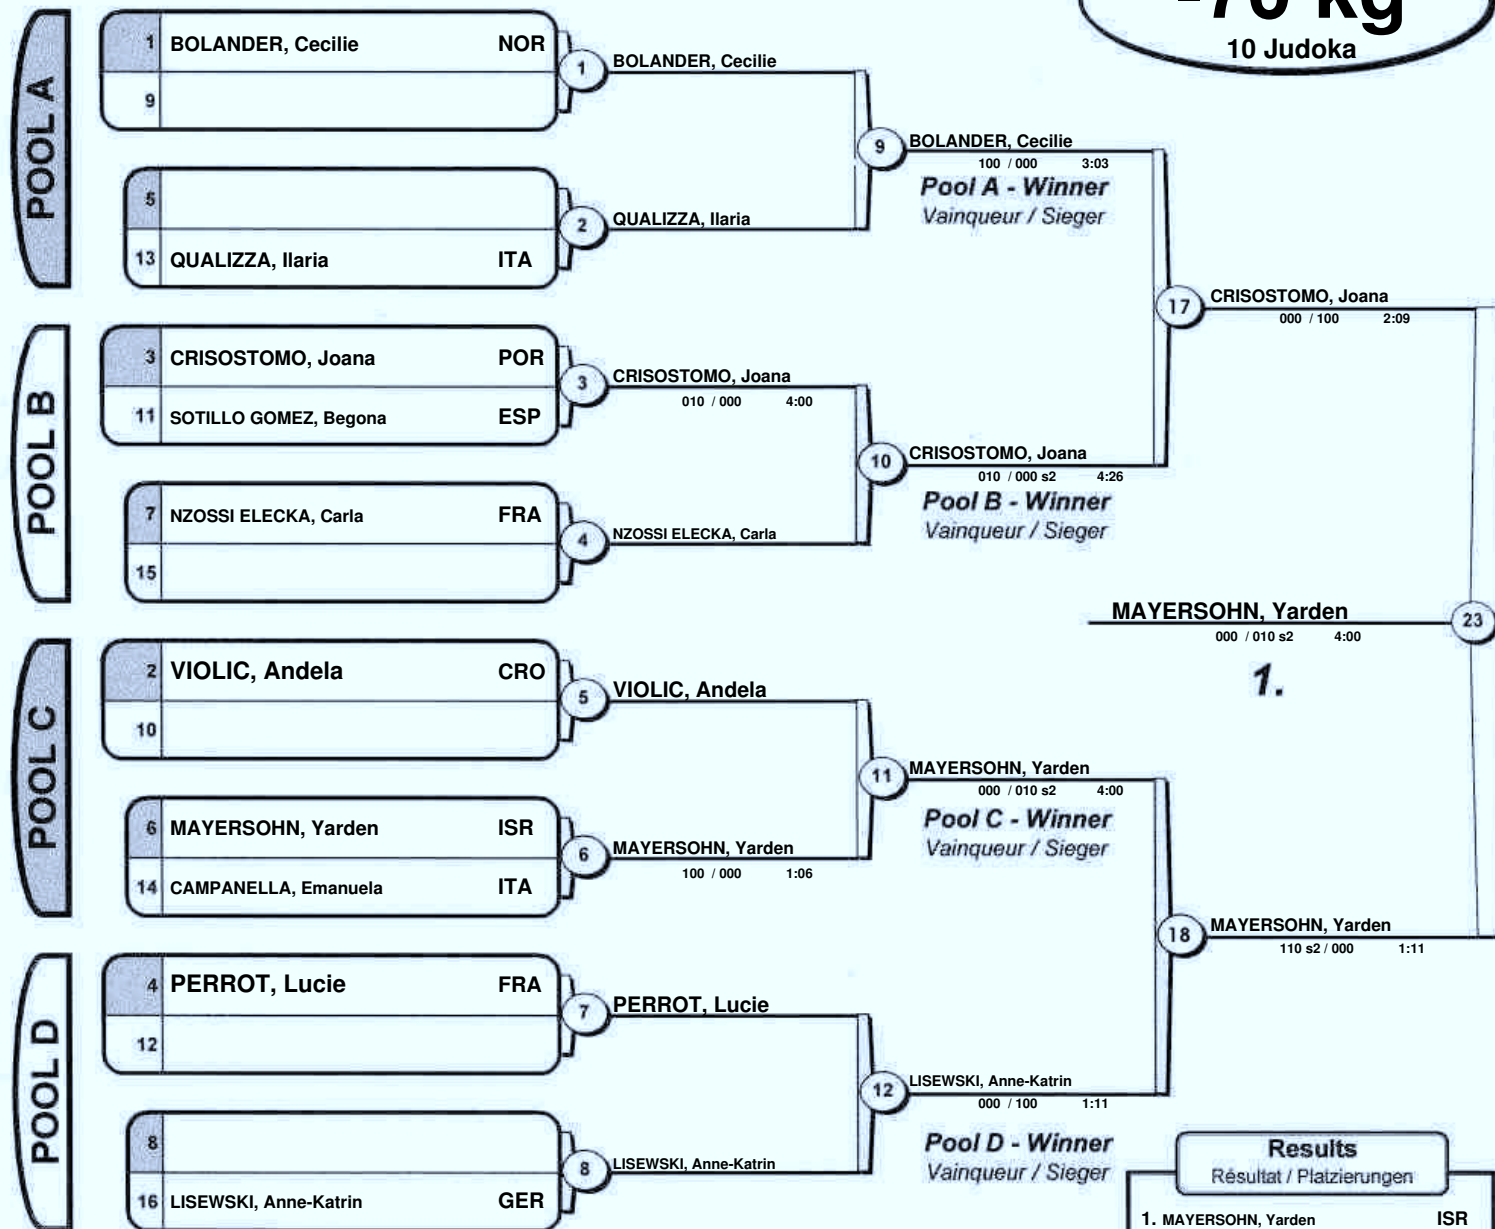 -70 kg
10 Judoka
POOL A
1 BOLANDER, Cecilie NOR
9
1 BOLANDER, Cecilie
5
13 QUALIZZA, Ilaria ITA
2 QUALIZZA, Ilaria
9 BOLANDER, Cecilie
100 / 000 3:03
Pool A - Winner
Vainqueur / Sieger
POOL B
3 CRISOSTOMO, Joana POR
11 SOTILLO GOMEZ, Begona ESP
3 CRISOSTOMO, Joana
010 / 000 4:00
7 NZOSSI ELECKA, Carla FRA
15
4 NZOSSI ELECKA, Carla
10 CRISOSTOMO, Joana
010 / 000 s2 4:26
Pool B - Winner
Vainqueur / Sieger
17 CRISOSTOMO, Joana
000 / 100 2:09
MAYERSOHN, Yarden 23
000 / 010 s2 4:00
1.
POOL C
2 VIOLIC, Andela CRO
10
5 VIOLIC, Andela
6 MAYERSOHN, Yarden ISR
14 CAMPANELLA, Emanuela ITA
6 MAYERSOHN, Yarden
100 / 000 1:06
11 MAYERSOHN, Yarden
000 / 010 s2 4:00
Pool C - Winner
Vainqueur / Sieger
POOL D
4 PERROT, Lucie FRA
12
7 PERROT, Lucie
8
16 LISEWSKI, Anne-Katrin GER
8 LISEWSKI, Anne-Katrin
12 LISEWSKI, Anne-Katrin
000 / 100 1:11
Pool D - Winner
Vainqueur / Sieger
18 MAYERSOHN, Yarden
110 s2 / 000 1:11
Results
Résultat / Platzierungen
1. MAYERSOHN, Yarden ISR